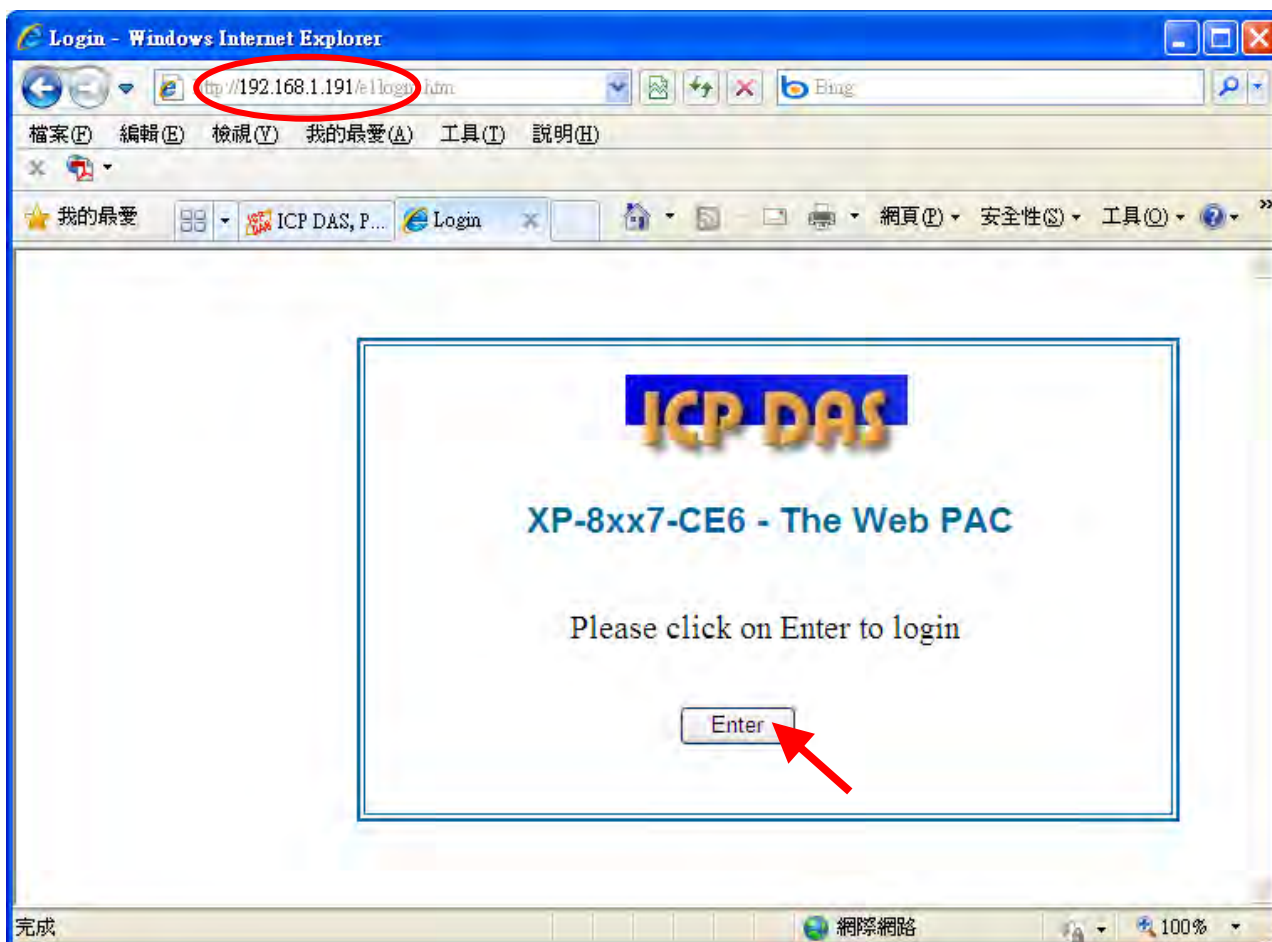 Login - Windows Internet Explorer
http://192.168.1.191/e1login.htm Bing
檔案(F) 編輯(E) 檢視(V) 我的最愛(A) 工具(T) 說明(H)
我的最愛 ICP DAS, P... Login 網頁(P) 安全性(S) 工具(O)
ICP DAS
XP-8xx7-CE6 - The Web PAC
Please click on Enter to login
Enter
完成 網際網路 100%